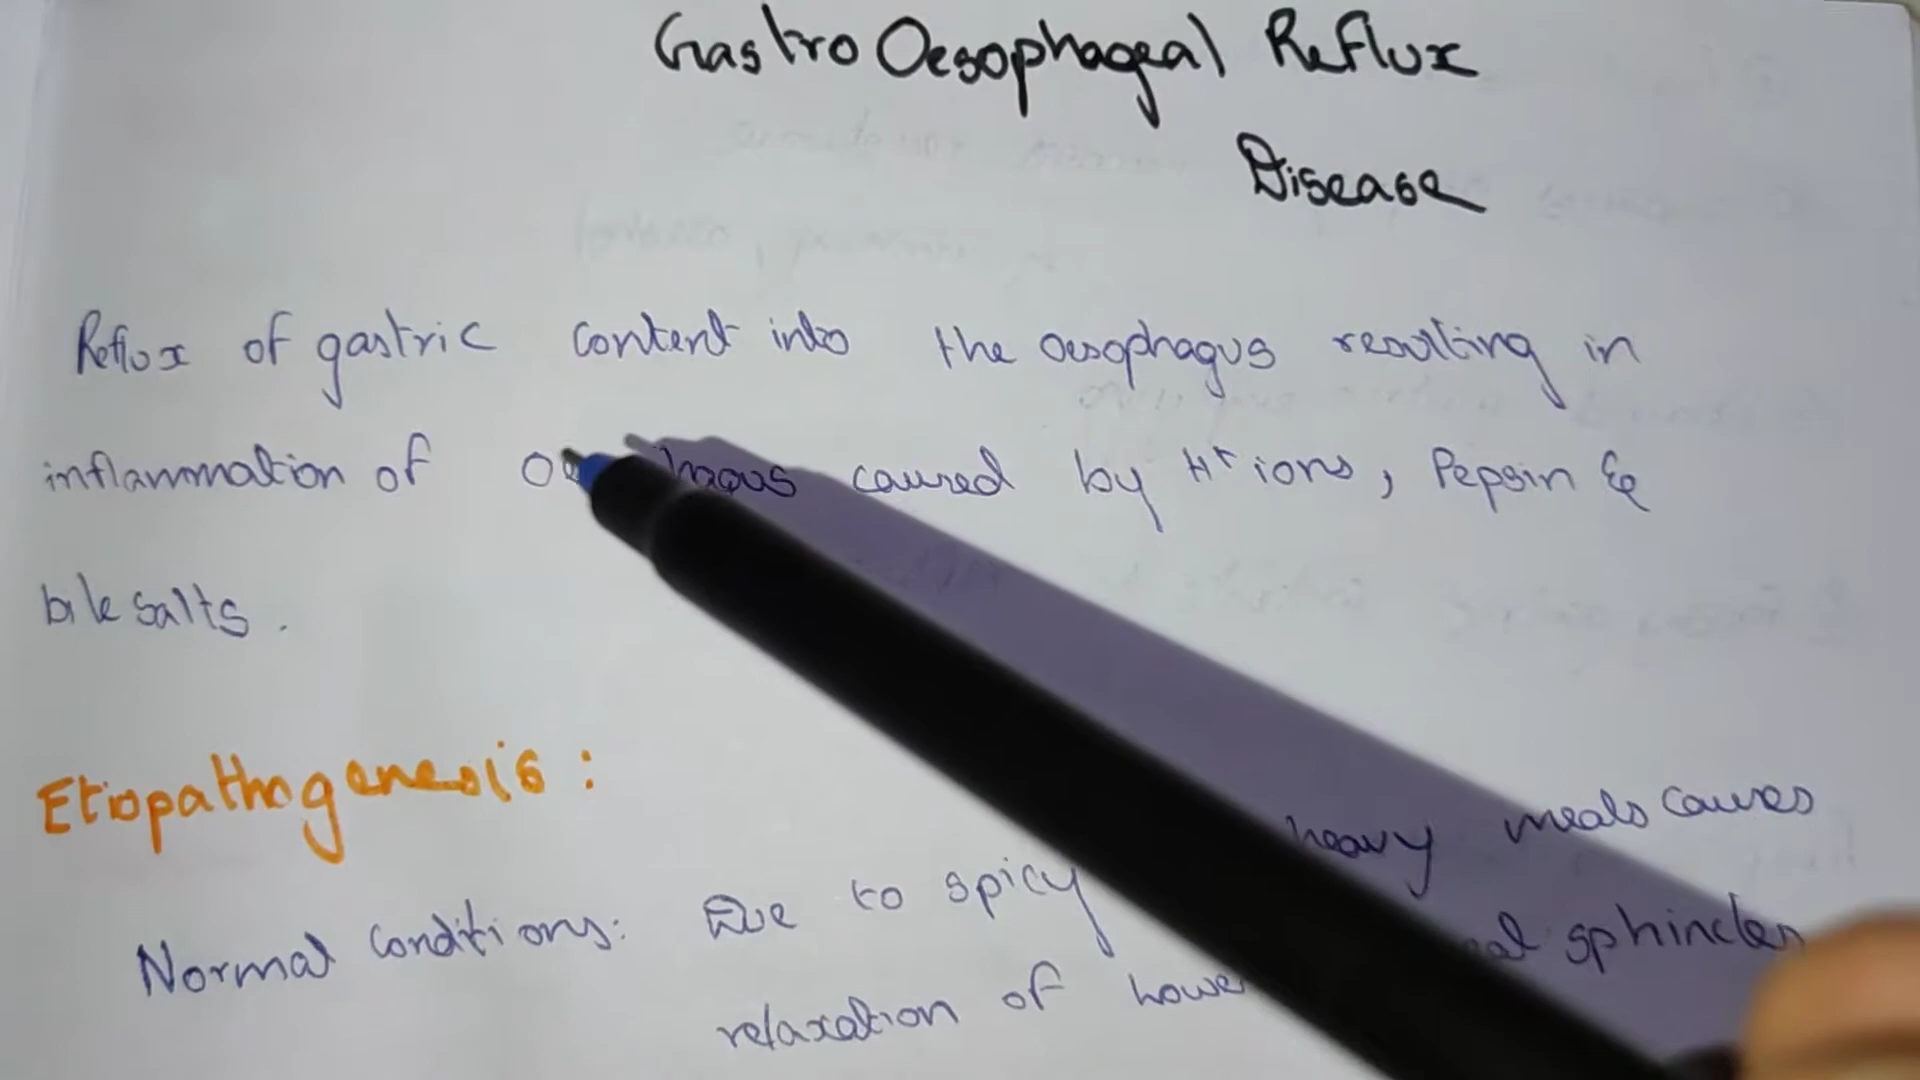 Gastro Oesophageal Reflux
Disease
Reflux of gastric content into the oesophagus resulting in
inflammation of caused by H+ ions, Pepsin &
bile salts.
Etiopathogenesis:
heavy meals causes
Normal conditions: Due to spicy
sphincter
relaxation of